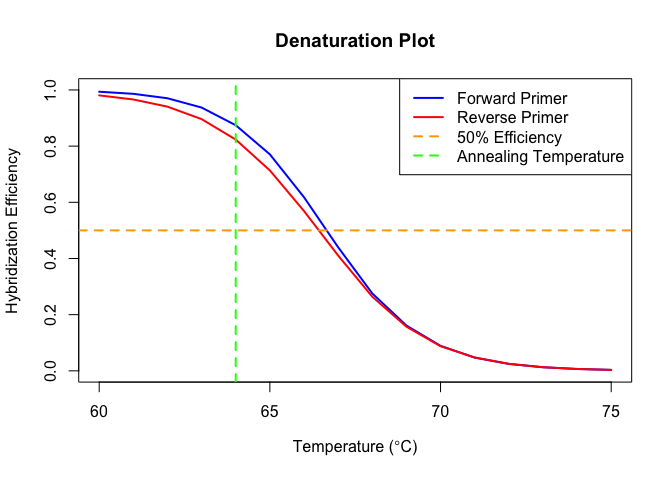 Denaturation Plot
Forward Primer
Reverse Primer
50% Efficiency
Annealing Temperature
Hybridization Efficiency
1.0
0.8
0.6
0.4
0.2
0.0
60 65 70 75
Temperature (°C)